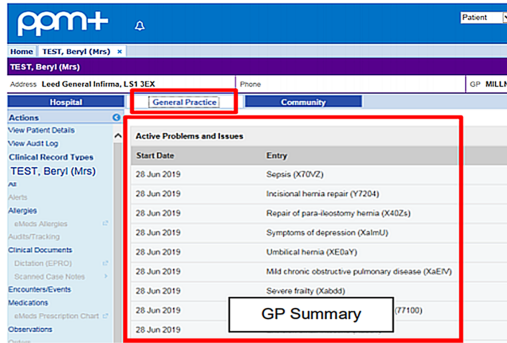 ppm+
Patient
Home TEST, Beryl (Mrs) ×
TEST, Beryl (Mrs)
Address Leed General Infirma, LS1 3EX Phone GP MILLN
Hospital General Practice Community
Actions
View Patient Details
View Audit Log
Clinical Record Types
TEST, Beryl (Mrs)
All
Alerts
Allergies
eMeds Allergies
Audits/Tracking
Clinical Documents
Dictation (EPRO)
Scanned Case Notes
Encounters/Events
Medications
eMeds Prescription Chart
Observations
Active Problems and Issues
Start Date Entry
28 Jun 2019 Sepsis (X70VZ)
28 Jun 2019 Incisional hernia repair (Y7204)
28 Jun 2019 Repair of para-ileostomy hernia (X40Zs)
28 Jun 2019 Symptoms of depression (XaImU)
28 Jun 2019 Umbilical hernia (XE0aY)
28 Jun 2019 Mild chronic obstructive pulmonary disease (XaEIV)
28 Jun 2019 Severe frailty (Xabdd)
28 Jun 2019 (77100)
28 Jun 2019
GP Summary